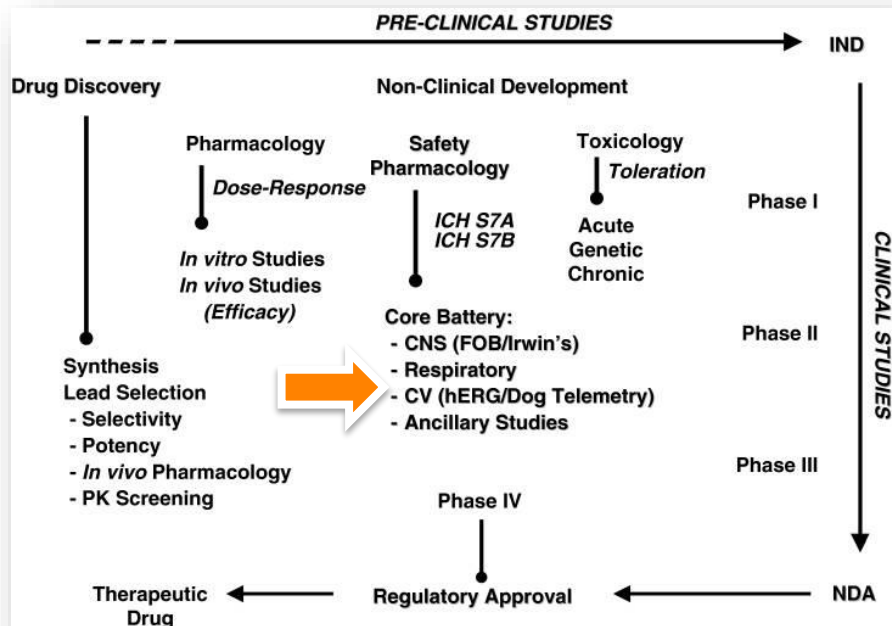 PRE-CLINICAL STUDIES
IND
Drug Discovery
Non-Clinical Development
Pharmacology
Dose-Response
In vitro Studies
In vivo Studies
(Efficacy)
Safety
Pharmacology
ICH S7A
ICH S7B
Toxicology
Toleration
Acute
Genetic
Chronic
Phase I
CLINICAL STUDIES
Phase II
Core Battery:
- CNS (FOB/Irwin's)
- Respiratory
- CV (hERG/Dog Telemetry)
- Ancillary Studies
Synthesis
Lead Selection
- Selectivity
- Potency
- In vivo Pharmacology
- PK Screening
Phase III
Phase IV
Therapeutic
Drug
Regulatory Approval
NDA